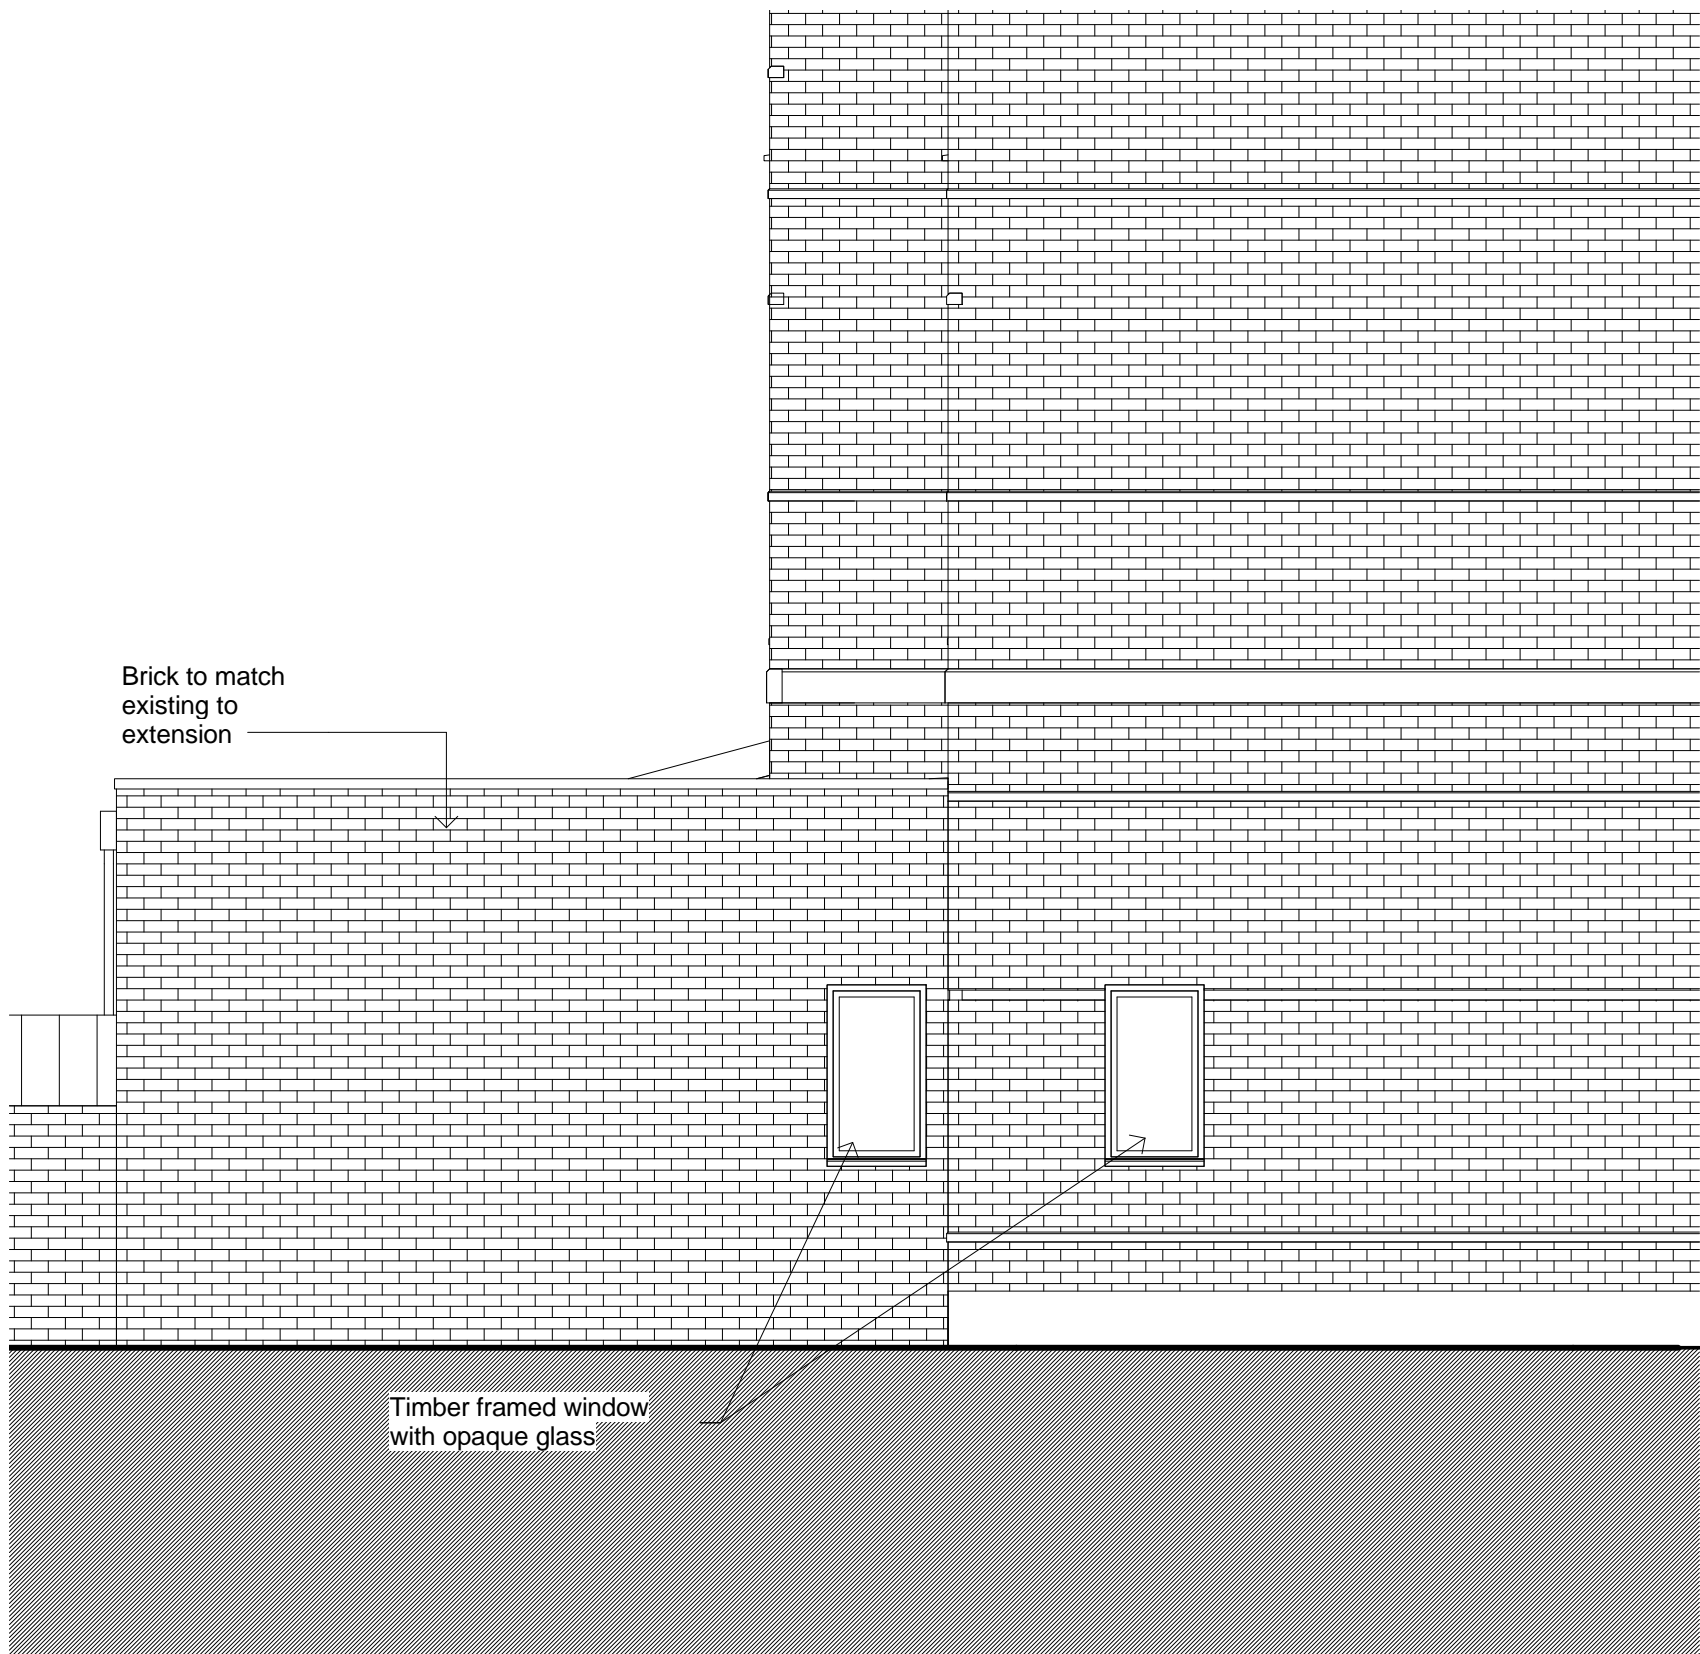 Brick to match
existing to
extension
Timber framed window
with opaque glass